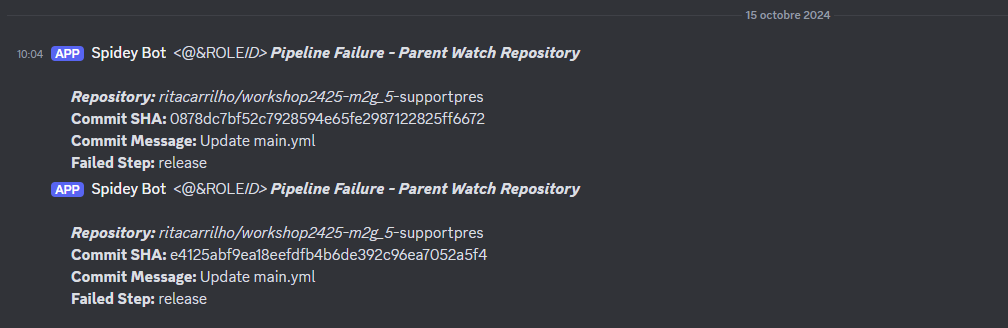 15 octobre 2024
10:04 APP Spidey Bot <@&ROLEID> Pipeline Failure - Parent Watch Repository
Repository: ritacarrilho/workshop2425-m2g_5-supportpres
Commit SHA: 0878dc7bf52c7928594e65fe2987122825ff6672
Commit Message: Update main.yml
Failed Step: release
APP Spidey Bot <@&ROLEID> Pipeline Failure - Parent Watch Repository
Repository: ritacarrilho/workshop2425-m2g_5-supportpres
Commit SHA: e4125abf9ea18eefdfb4b6de392c96ea7052a5f4
Commit Message: Update main.yml
Failed Step: release